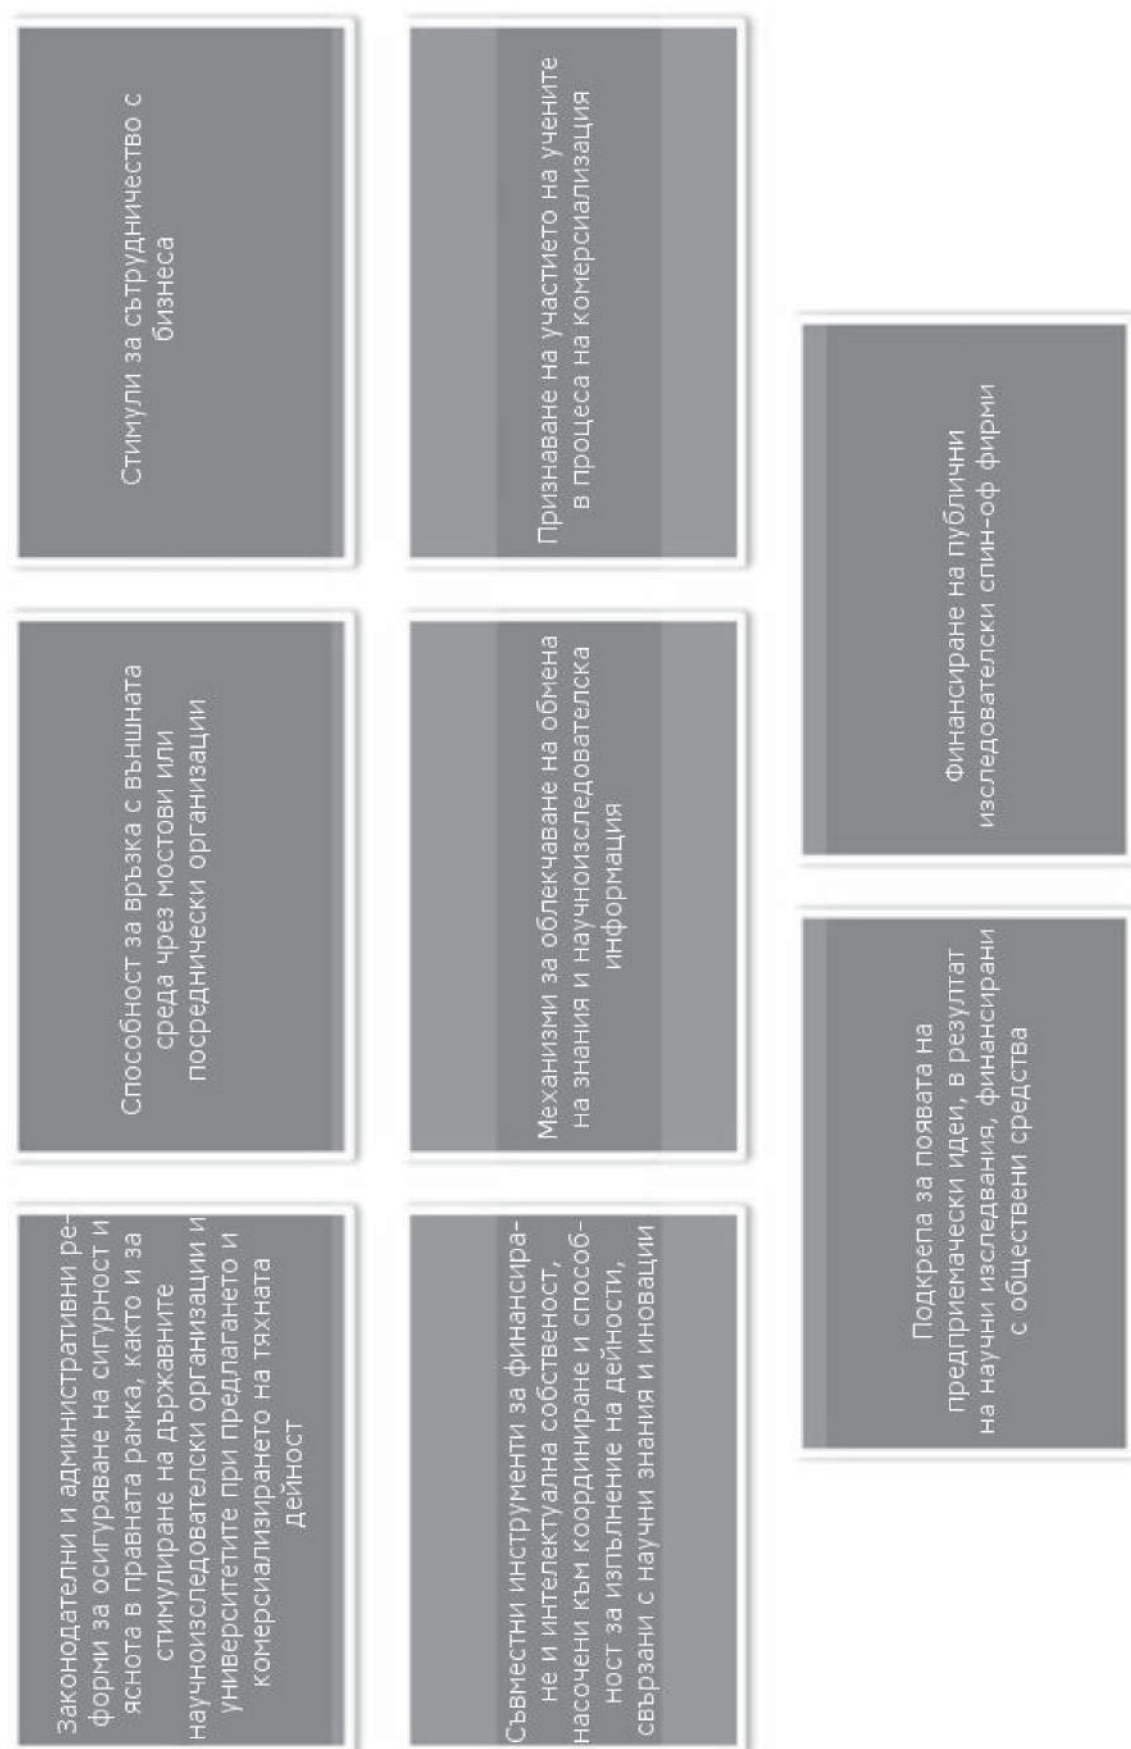 Законодателни и административни ре-
форми за осигуряване на сигурност и
яснота в правната рамка, както и за
стимулиране на държавните
научноизследователски организации и
университетите при предлагането и
комерсиализирането на тяхната
дейност
Способност за връзка с външната
среда чрез мостови или
посреднически организации
Стимули за сътрудничество с
бизнеса
Съвместни инструменти за финансира-
не и интелектуална собственост,
насочени към координиране и способ-
ност за изпълнение на дейности,
свързани с научни знания и иновации
Механизми за облекчаване на обмена
на знания и научноизследователска
информация
Признаване на участието на учените
в процеса на комерсиализация
Подкрепа за появата на
предприемачески идеи, в резултат
на научни изследвания, финансирани
с обществени средства
Финансиране на публични
изследователски спин-оф фирми